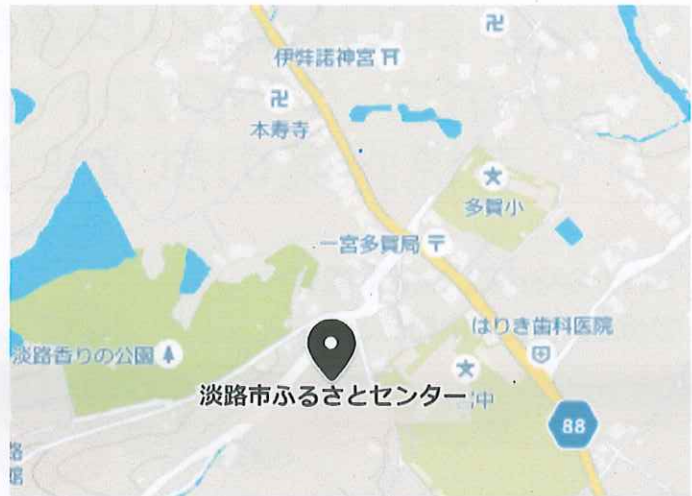 伊弉諾神宮
本寿寺
多賀小
一宮多賀局
はりき歯科医院
淡路香りの公園
淡路市ふるさとセンター
中
88